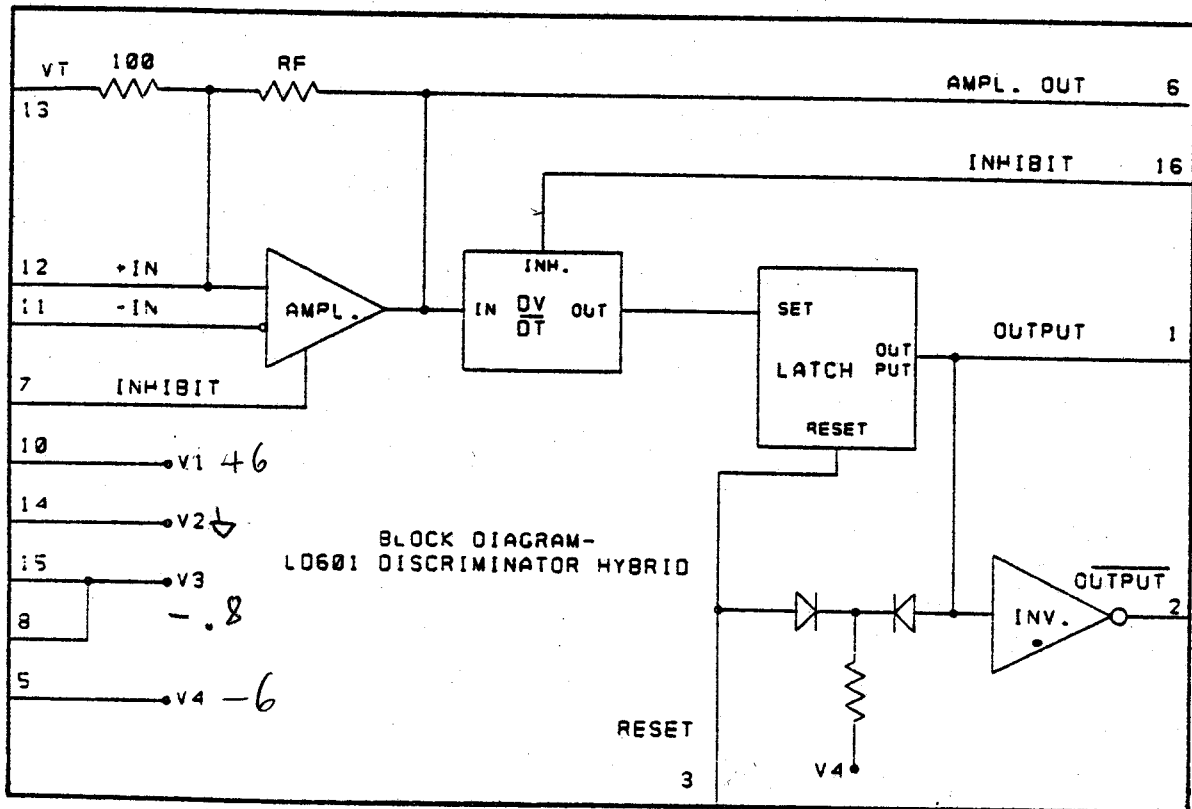 VT 100 RF
13
AMPL. OUT 6
INHIBIT 16
12 +IN
11 -IN
AMPL.
INH.
IN DV OUT
DT
SET
LATCH
OUT
PUT
RESET
OUTPUT 1
7 INHIBIT
10 V1 +6
14 V2
15 V3
8 -.8
5 V4 -6
BLOCK DIAGRAM-
LD601 DISCRIMINATOR HYBRID
INV.
OUTPUT
2
RESET
3
V4